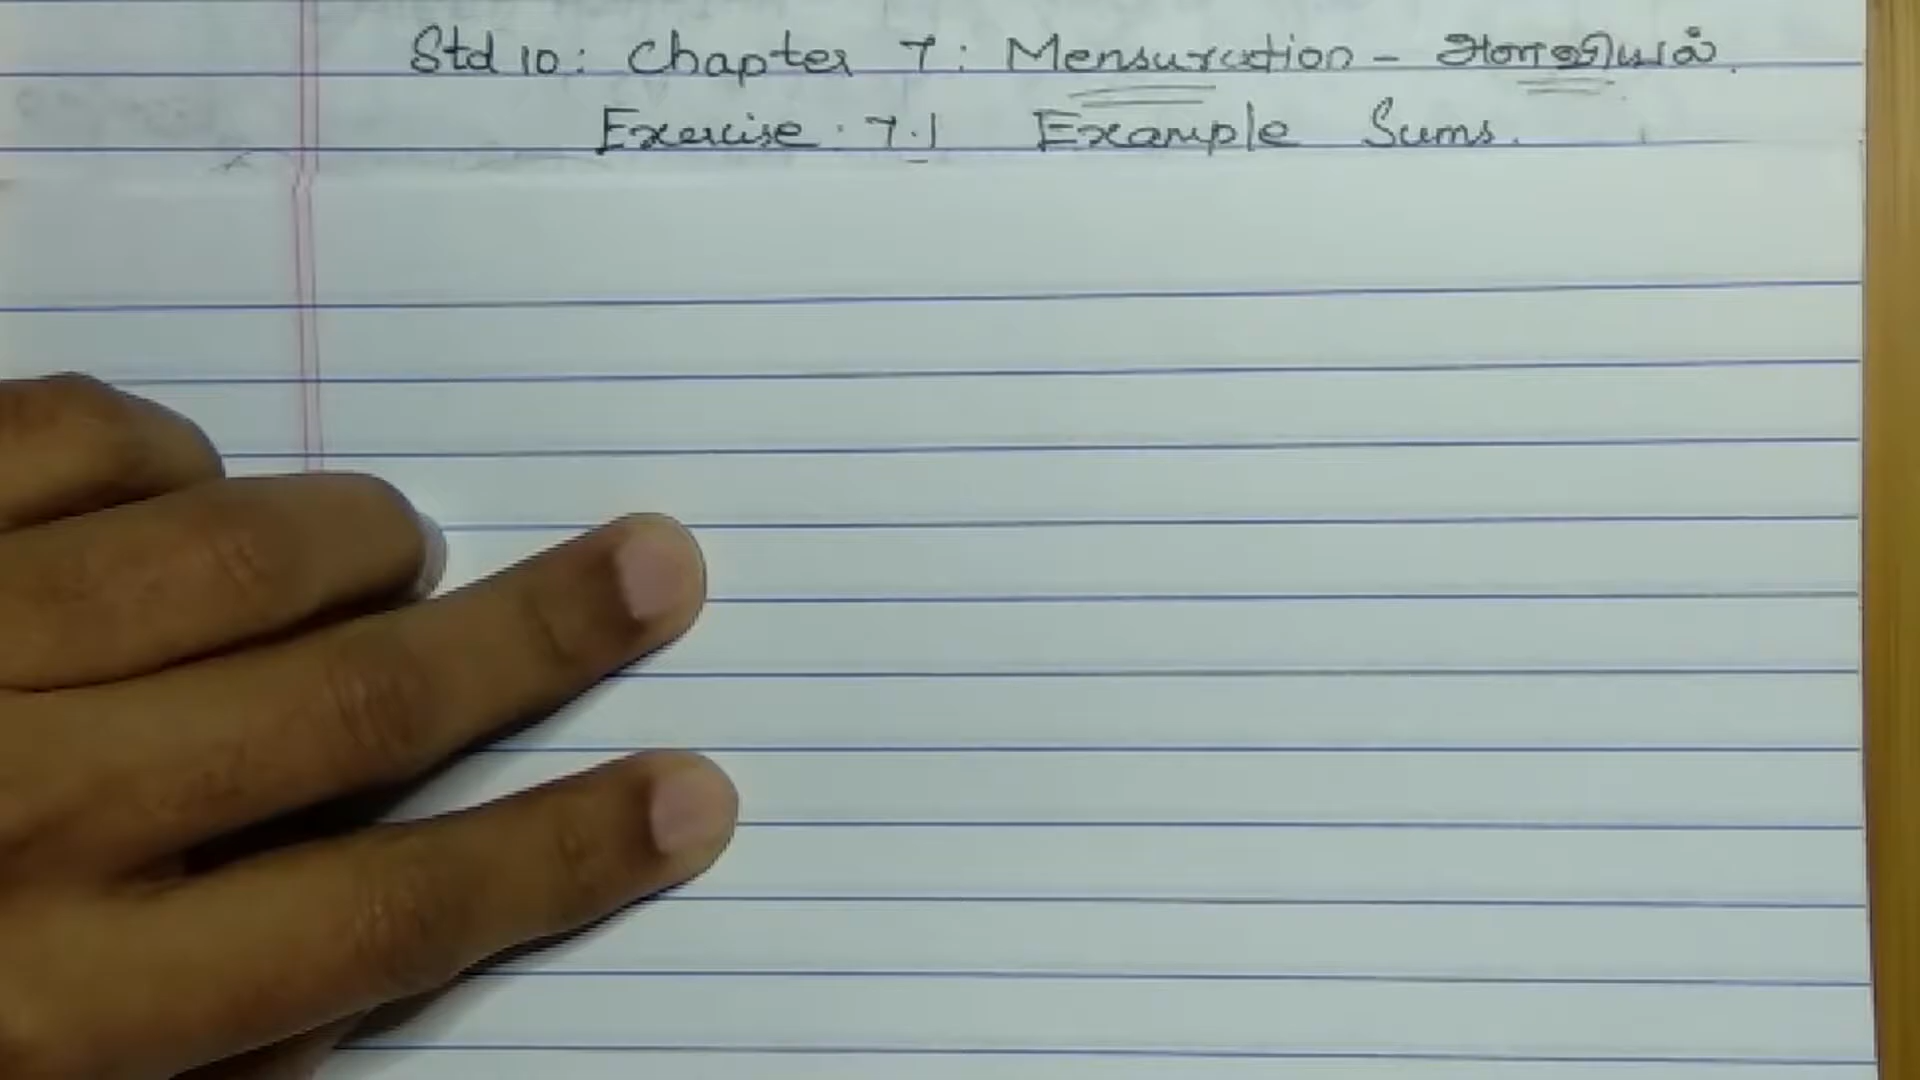 Std 10: Chapter 7: Mensuration - அளவியல்.
Exercise: 7.1 Example Sums.